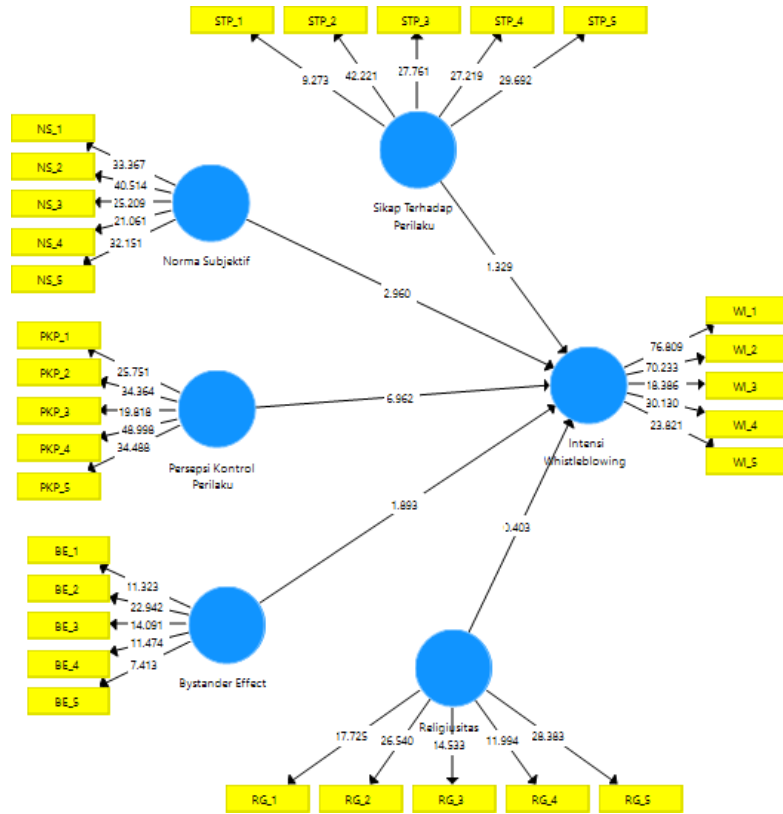 STP_1
STP_2
STP_3
STP_4
STP_5
9.273
42.221
27.761
27.219
29.692
Sikap Terhadap
Perilaku
NS_1
NS_2
NS_3
NS_4
NS_5
33.367
40.514
25.209
21.061
32.151
Norma Subjektif
1.329
2.960
PKP_1
PKP_2
PKP_3
PKP_4
PKP_5
25.751
34.364
19.818
48.998
34.488
Persepsi Kontrol
Perilaku
6.962
WI_1
WI_2
WI_3
WI_4
WI_5
76.809
70.233
18.386
30.130
23.821
Intensi
Whistleblowing
BE_1
BE_2
BE_3
BE_4
BE_5
11.323
22.942
14.091
11.474
7.413
Bystander Effect
1.893
0.403
Religiusitas
17.725
26.540
14.533
11.994
28.383
RG_1
RG_2
RG_3
RG_4
RG_5